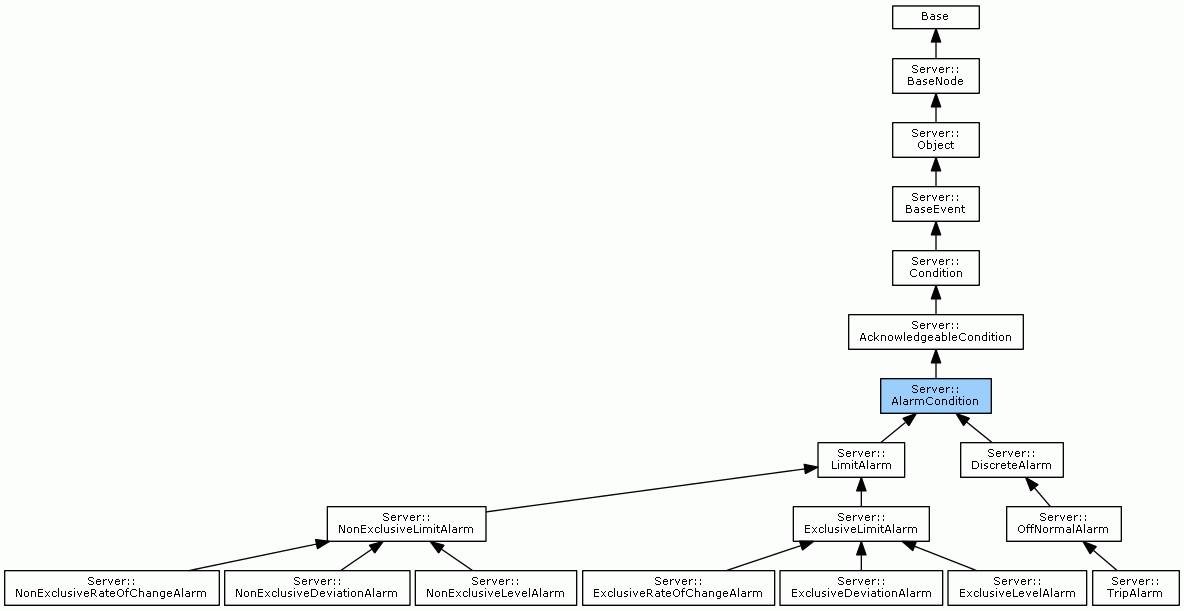 Base
Server::
BaseNode
Server::
Object
Server::
BaseEvent
Server::
Condition
Server::
AcknowledgeableCondition
Server::
AlarmCondition
Server::
LimitAlarm
Server::
DiscreteAlarm
Server::
NonExclusiveLimitAlarm
Server::
ExclusiveLimitAlarm
Server::
OffNormalAlarm
Server::
NonExclusiveRateOfChangeAlarm
Server::
NonExclusiveDeviationAlarm
Server::
NonExclusiveLevelAlarm
Server::
ExclusiveRateOfChangeAlarm
Server::
ExclusiveDeviationAlarm
Server::
ExclusiveLevelAlarm
Server::
TripAlarm